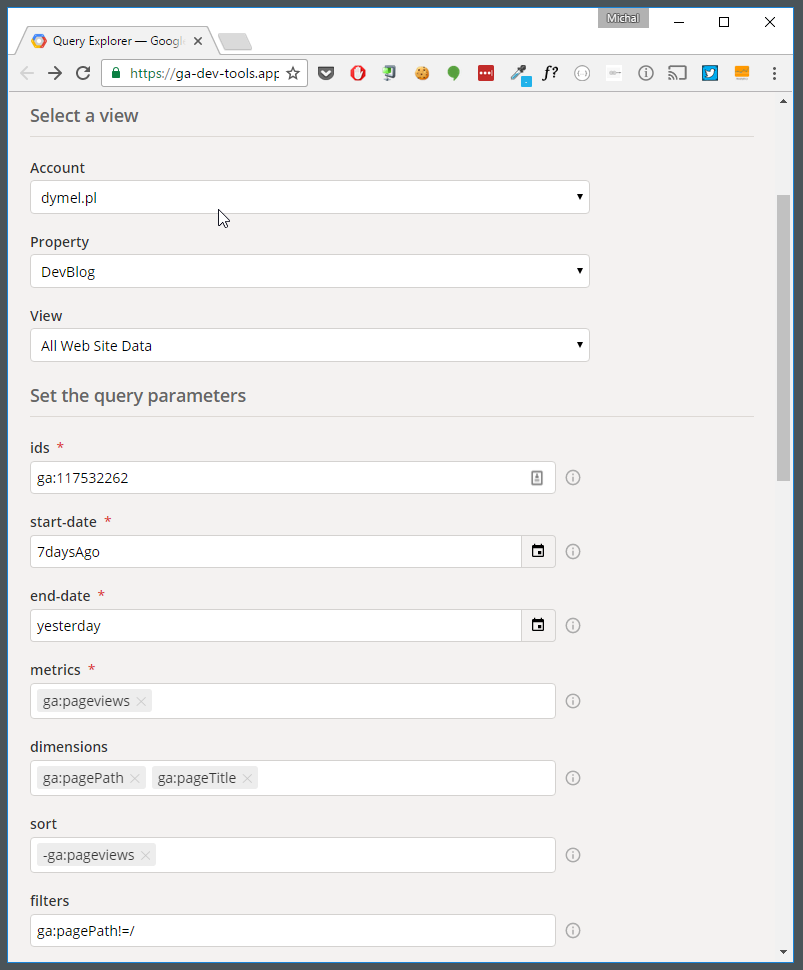 Michal
Query Explorer — Google
https://ga-dev-tools.app
Select a view
Account
dymel.pl
Property
DevBlog
View
All Web Site Data
Set the query parameters
ids *
ga:117532262
start-date *
7daysAgo
end-date *
yesterday
metrics *
ga:pageviews
dimensions
ga:pagePath ga:pageTitle
sort
-ga:pageviews
filters
ga:pagePath!=/